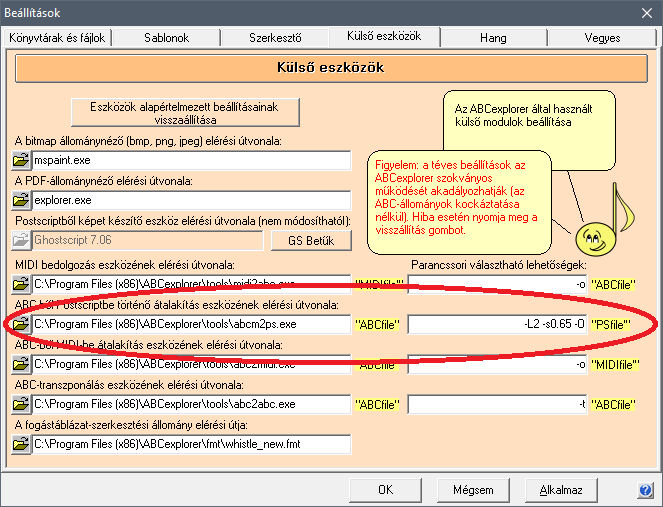 Beállítások
Könyvtárak és fájlok
Sablonok
Szerkesztő
Külső eszközök
Hang
Vegyes
Külső eszközök
Eszközök alapértelmezett beállításainak
visszaállítása
Az ABCexplorer által használt
külső modulok beállítása
A bitmap állománynéző (bmp, png, jpeg) elérési útvonala:
mspaint.exe
Figyelem: a téves beállítások az
ABCexplorer szokványos
működését akadályozhatják (az
ABC-állományok kockáztatása
nélkül). Hiba esetén nyomja meg a
visszállítás gombot.
A PDF-állománynéző elérési útvonala:
explorer.exe
Postscriptből képet készítő eszköz elérési útvonala (nem módosítható):
Ghostscript 7.06
GS Betűk
MIDI bedolgozás eszközének elérési útvonala:
Parancssori választható lehetőségek:
C:\Program Files (x86)\ABCexplorer\tools\midi2abc.exe
"MIDIfile"
-o
"ABCfile"
ABC-ből Postscriptbe történő átalakítás eszközének elérési útvonala:
C:\Program Files (x86)\ABCexplorer\tools\abcm2ps.exe
"ABCfile"
-L2 -s0.65 -O
"PSfile"
ABC-ből MIDI-be átalakítás eszközének elérési útvonala:
C:\Program Files (x86)\ABCexplorer\tools\abc2midi.exe
"ABCfile"
-o
"MIDIfile"
ABC-transzponálás eszközének elérési útvonala:
C:\Program Files (x86)\ABCexplorer\tools\abc2abc.exe
"ABCfile"
-t
"ABCfile"
A fogástáblázat-szerkesztési állomány elérési útja:
C:\Program Files (x86)\ABCexplorer\fmt\whistle_new.fmt
OK
Mégsem
Alkalmaz
?